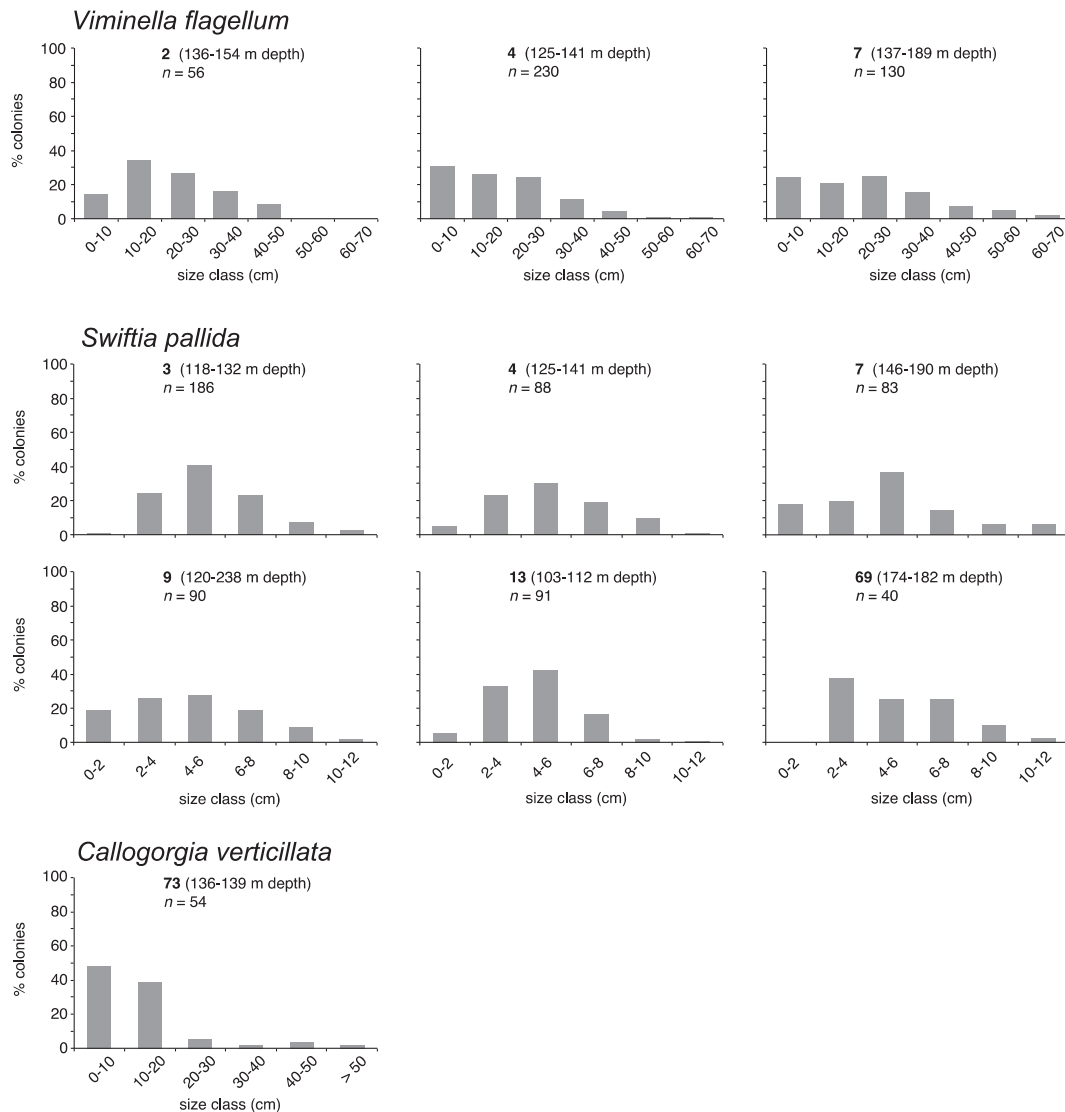 Viminella flagellum
2 (136-154 m depth)
n = 56
4 (125-141 m depth)
n = 230
7 (137-189 m depth)
n = 130
% colonies
100
80
60
40
20
0
0-10
10-20
20-30
30-40
40-50
50-60
60-70
size class (cm)
0-10
10-20
20-30
30-40
40-50
50-60
60-70
size class (cm)
0-10
10-20
20-30
30-40
40-50
50-60
60-70
size class (cm)
Swiftia pallida
3 (118-132 m depth)
n = 186
4 (125-141 m depth)
n = 88
7 (146-190 m depth)
n = 83
% colonies
100
80
60
40
20
0
9 (120-238 m depth)
n = 90
13 (103-112 m depth)
n = 91
69 (174-182 m depth)
n = 40
% colonies
100
80
60
40
20
0
0-2
2-4
4-6
6-8
8-10
10-12
size class (cm)
0-2
2-4
4-6
6-8
8-10
10-12
size class (cm)
0-2
2-4
4-6
6-8
8-10
10-12
size class (cm)
Callogorgia verticillata
73 (136-139 m depth)
n = 54
% colonies
100
80
60
40
20
0
0-10
10-20
20-30
30-40
40-50
> 50
size class (cm)